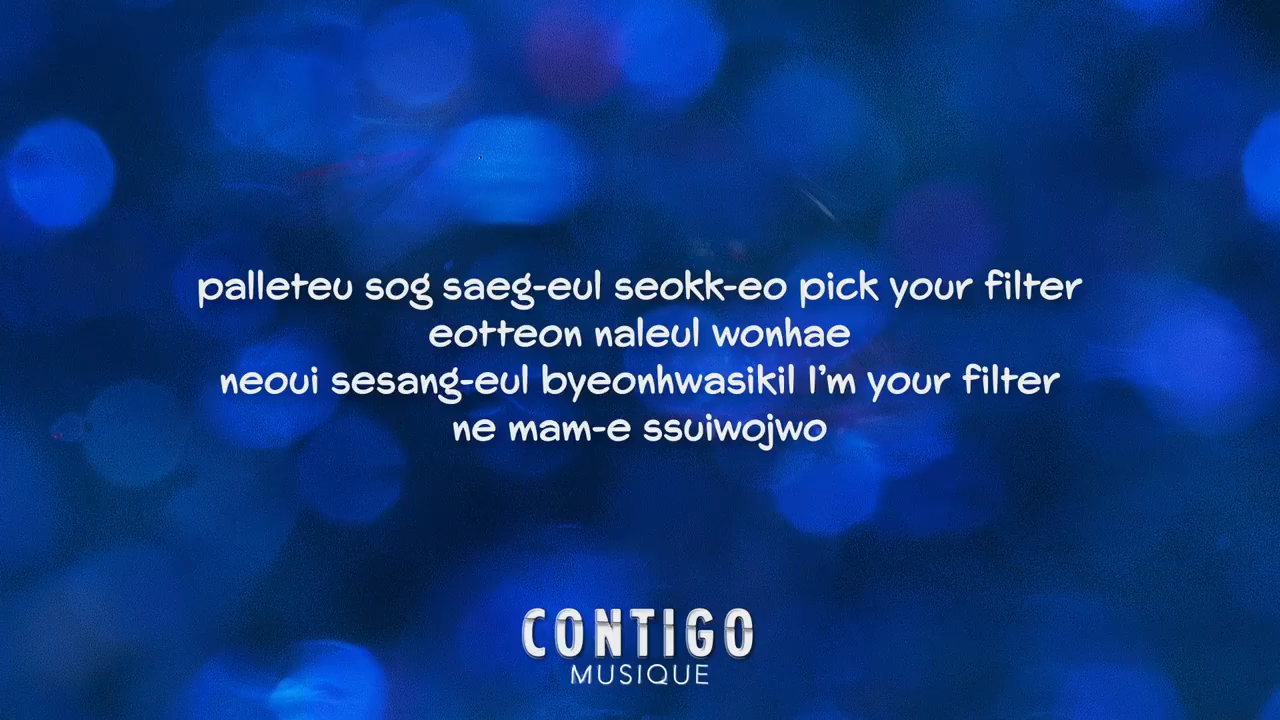 palleteu sog saeg-eul seokk-eo pick your filter
eotteon naleul wonhae
neoui sesang-eul byeonhwasikil I'm your filter
ne mam-e ssuiwojwo
CONTIGO
MUSIQUE